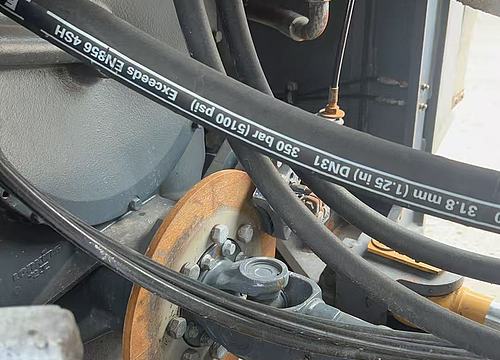 31.8 mm (1.25 in) DN31 350 bar (5100 psi) Exceeds EN856 4SH